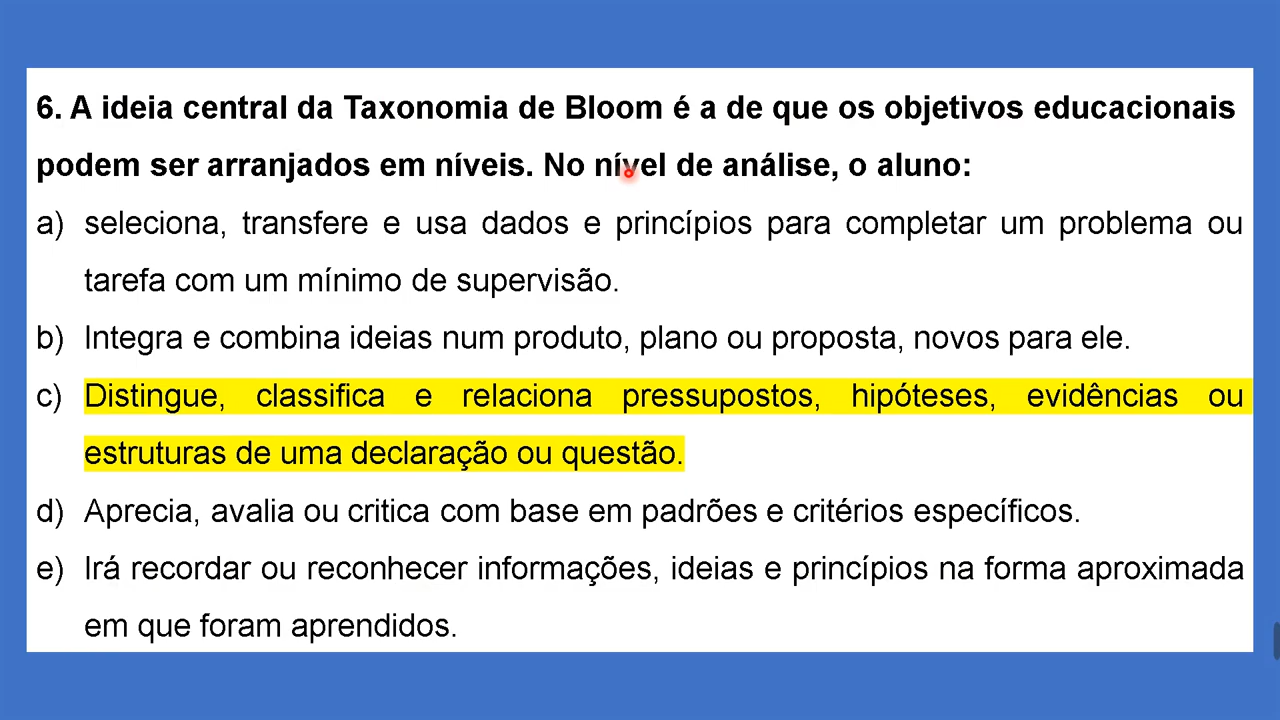 6. A ideia central da Taxonomia de Bloom é a de que os objetivos educacionais
podem ser arranjados em níveis. No nível de análise, o aluno:
a) seleciona, transfere e usa dados e princípios para completar um problema ou
tarefa com um mínimo de supervisão.
b) Integra e combina ideias num produto, plano ou proposta, novos para ele.
c) Distingue, classifica e relaciona pressupostos, hipóteses, evidências ou
estruturas de uma declaração ou questão.
d) Aprecia, avalia ou critica com base em padrões e critérios específicos.
e) Irá recordar ou reconhecer informações, ideias e princípios na forma aproximada
em que foram aprendidos.